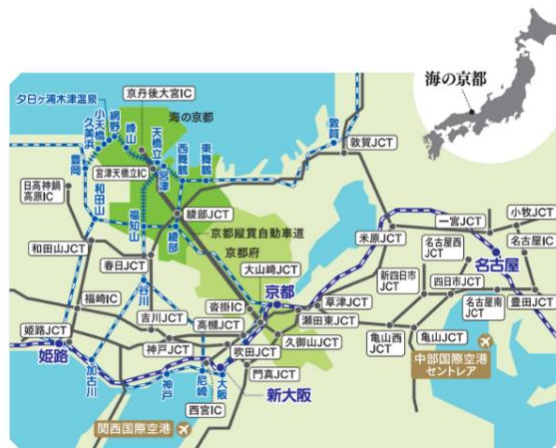 海の京都
京丹後大宮IC
夕日ヶ浦木津温泉
海の京都
小天橋
久美浜
網野
峰山
天橋立
宮津
宮津天橋立IC
西舞鶴
東舞鶴
敦賀
敦賀JCT
豊岡
日高神鍋
高原IC
和田山
福知山
綾部
綾部JCT
京都縦貫自動車道
京都府
和田山JCT
春日JCT
谷川
大山崎JCT
米原JCT
一宮JCT
小牧JCT
名古屋西
JCT
名古屋IC
名古屋
京都
新四日市
JCT
四日市JCT
福崎IC
沓掛IC
草津JCT
名古屋南
JCT
豊田JCT
吉川JCT
高槻JCT
瀬田東JCT
姫路JCT
神戸JCT
久御山JCT
亀山西
JCT
亀山JCT
姫路
吹田JCT
門真JCT
中部国際空港
セントレア
加古川
神戸
尼崎
大阪
新大阪
西宮IC
関西国際空港